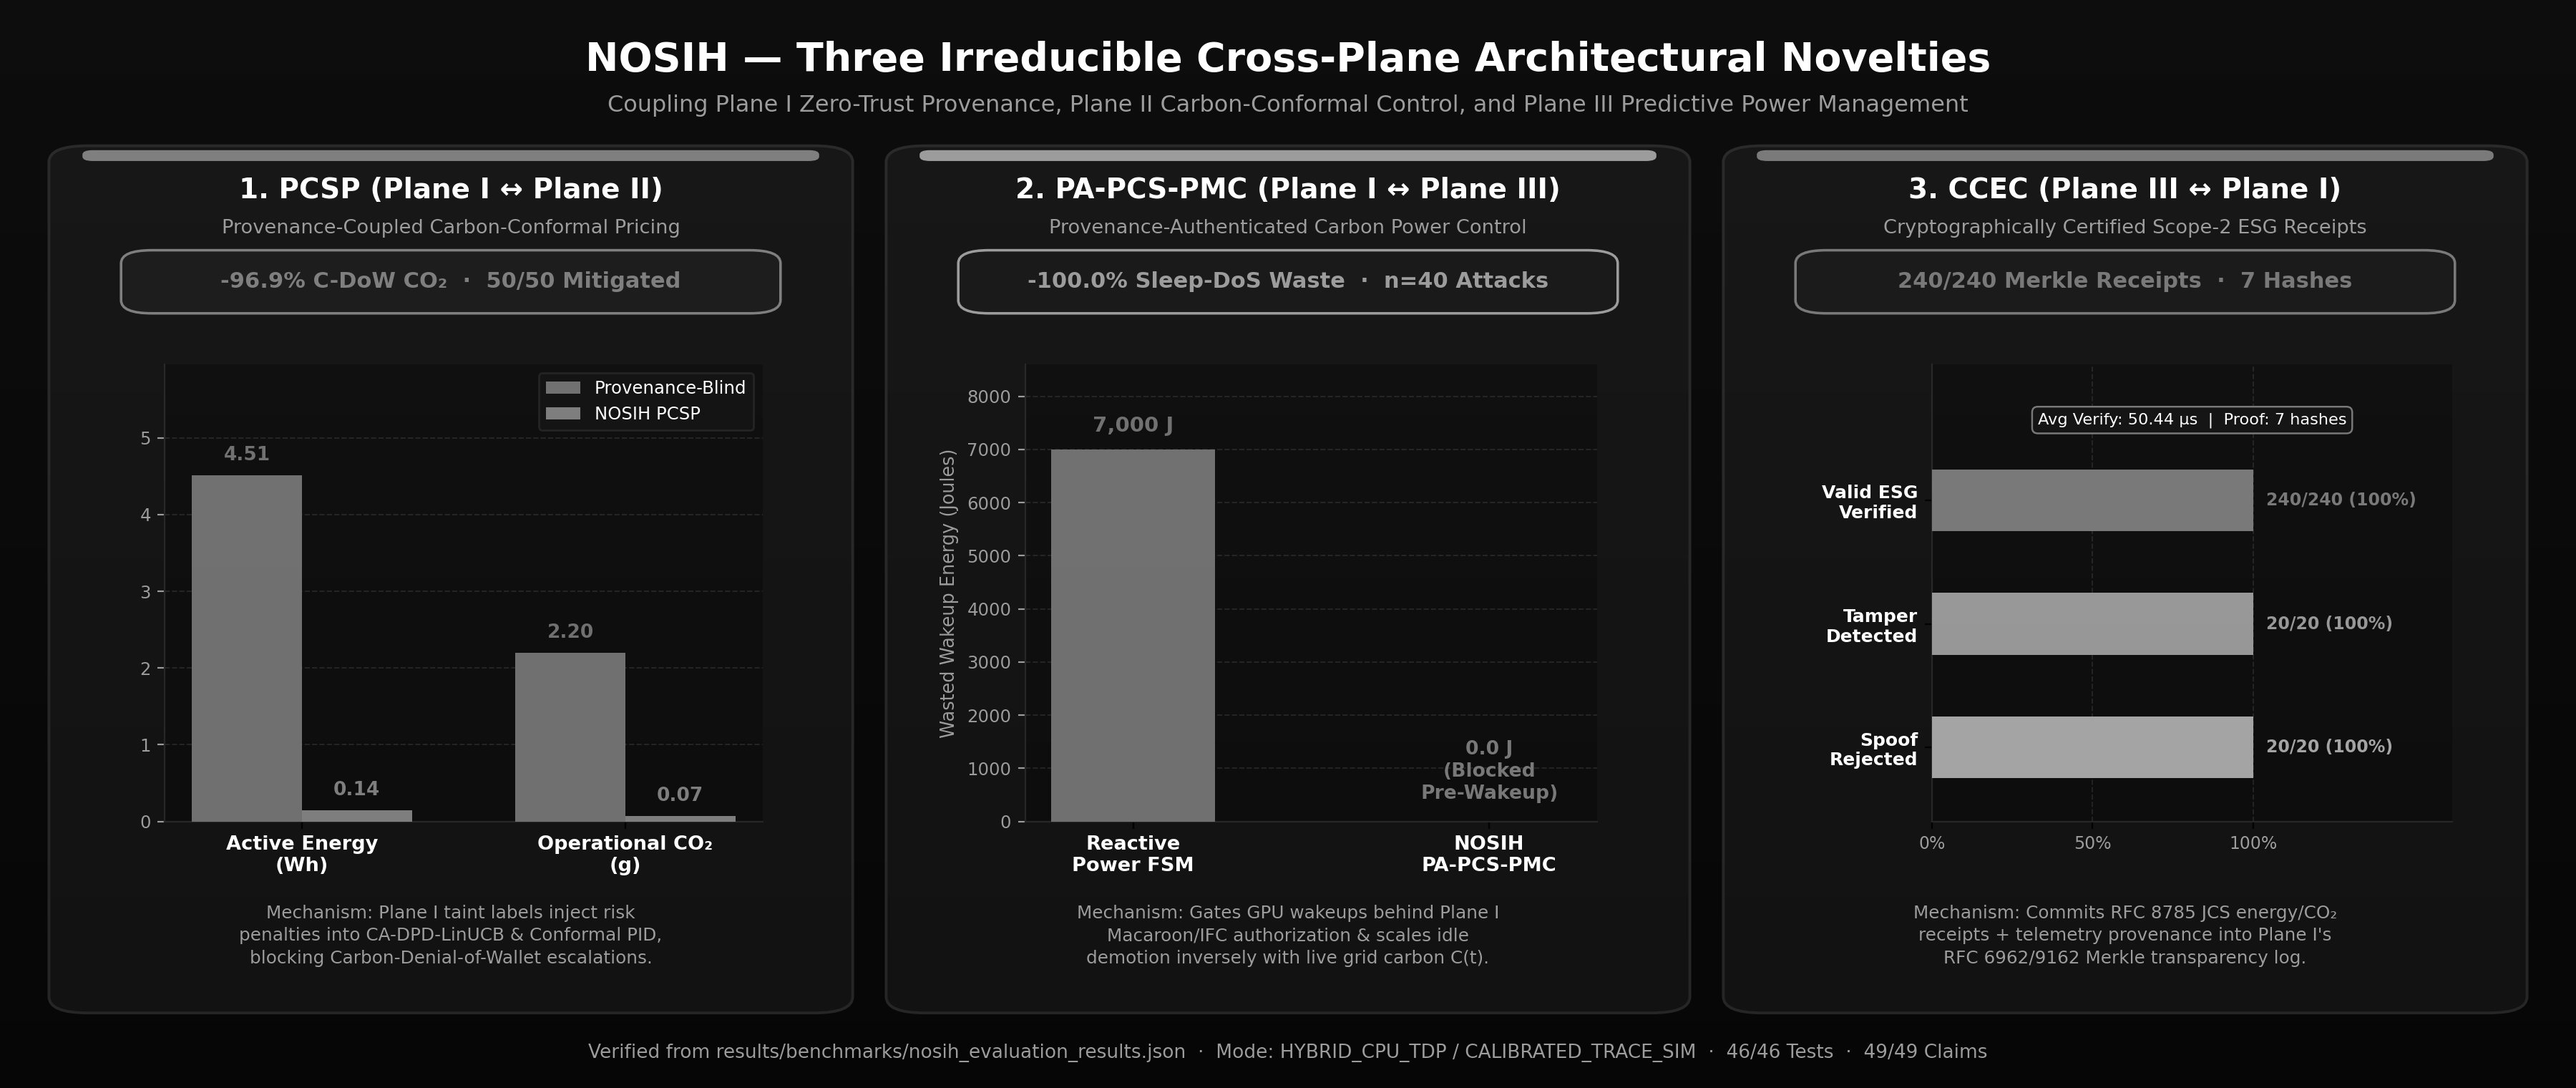 NOSIH — Three Irreducible Cross-Plane Architectural Novelties
Coupling Plane I Zero-Trust Provenance, Plane II Carbon-Conformal Control, and Plane III Predictive Power Management
1. PCSP (Plane I ↔ Plane II)
Provenance-Coupled Carbon-Conformal Pricing
-96.9% C-DoW CO₂ · 50/50 Mitigated
Provenance-Blind
NOSIH PCSP
5
4
3
2
1
0
4.51
0.14
2.20
0.07
Active Energy
(Wh)
Operational CO₂
(g)
Mechanism: Plane I taint labels inject risk
penalties into CA-DPD-LinUCB & Conformal PID,
blocking Carbon-Denial-of-Wallet escalations.
2. PA-PCS-PMC (Plane I ↔ Plane III)
Provenance-Authenticated Carbon Power Control
-100.0% Sleep-DoS Waste · n=40 Attacks
Wasted Wakeup Energy (Joules)
8000
7000
6000
5000
4000
3000
2000
1000
0
7,000 J
0.0 J
(Blocked
Pre-Wakeup)
Reactive
Power FSM
NOSIH
PA-PCS-PMC
Mechanism: Gates GPU wakeups behind Plane I
Macaroon/IFC authorization & scales idle
demotion inversely with live grid carbon C(t).
3. CCEC (Plane III ↔ Plane I)
Cryptographically Certified Scope-2 ESG Receipts
240/240 Merkle Receipts · 7 Hashes
Avg Verify: 50.44 µs | Proof: 7 hashes
Valid ESG
Verified
240/240 (100%)
Tamper
Detected
20/20 (100%)
Spoof
Rejected
20/20 (100%)
0%
50%
100%
Mechanism: Commits RFC 8785 JCS energy/CO₂
receipts + telemetry provenance into Plane I's
RFC 6962/9162 Merkle transparency log.
Verified from results/benchmarks/nosih_evaluation_results.json · Mode: HYBRID_CPU_TDP / CALIBRATED_TRACE_SIM · 46/46 Tests · 49/49 Claims